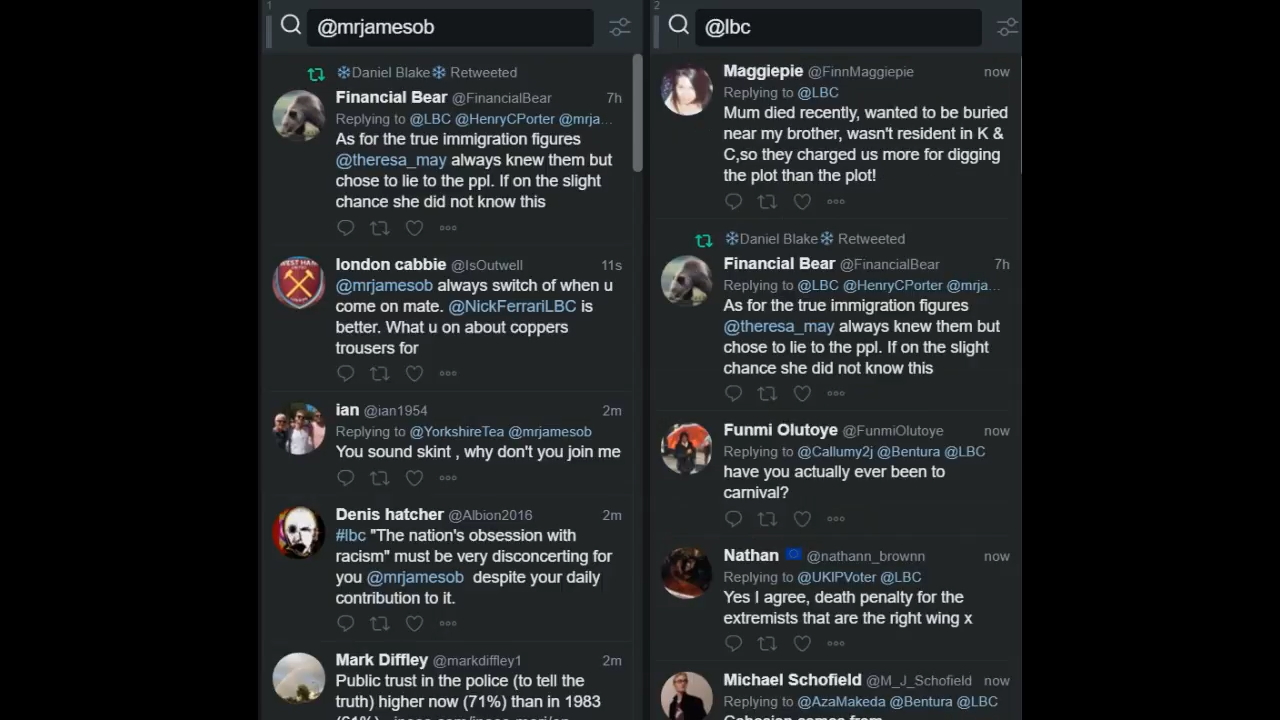 1
@mrjamesob
Daniel Blake Retweeted
Financial Bear @FinancialBear 7h
Replying to @LBC @HenryCPorter @mrja...
As for the true immigration figures
@theresa_may always knew them but
chose to lie to the ppl. If on the slight
chance she did not know this
london cabbie @IsOutwell 11s
@mrjamesob always switch of when u
come on mate. @NickFerrariLBC is
better. What u on about coppers
trousers for
ian @ian1954 2m
Replying to @YorkshireTea @mrjamesob
You sound skint , why don't you join me
Denis hatcher @Albion2016 2m
#lbc "The nation's obsession with
racism" must be very disconcerting for
you @mrjamesob despite your daily
contribution to it.
Mark Diffley @markdiffley1 2m
Public trust in the police (to tell the
truth) higher now (71%) than in 1983
2
@lbc
Maggiepie @FinnMaggiepie now
Replying to @LBC
Mum died recently, wanted to be buried
near my brother, wasn't resident in K &
C,so they charged us more for digging
the plot than the plot!
Daniel Blake Retweeted
Financial Bear @FinancialBear 7h
Replying to @LBC @HenryCPorter @mrja...
As for the true immigration figures
@theresa_may always knew them but
chose to lie to the ppl. If on the slight
chance she did not know this
Funmi Olutoye @FunmiOlutoye now
Replying to @Callumy2j @Bentura @LBC
have you actually ever been to
carnival?
Nathan @nathann_brownn now
Replying to @UKIPVoter @LBC
Yes I agree, death penalty for the
extremists that are the right wing x
Michael Schofield @M_J_Schofield now
Replying to @AzaMakeda @Bentura @LBC